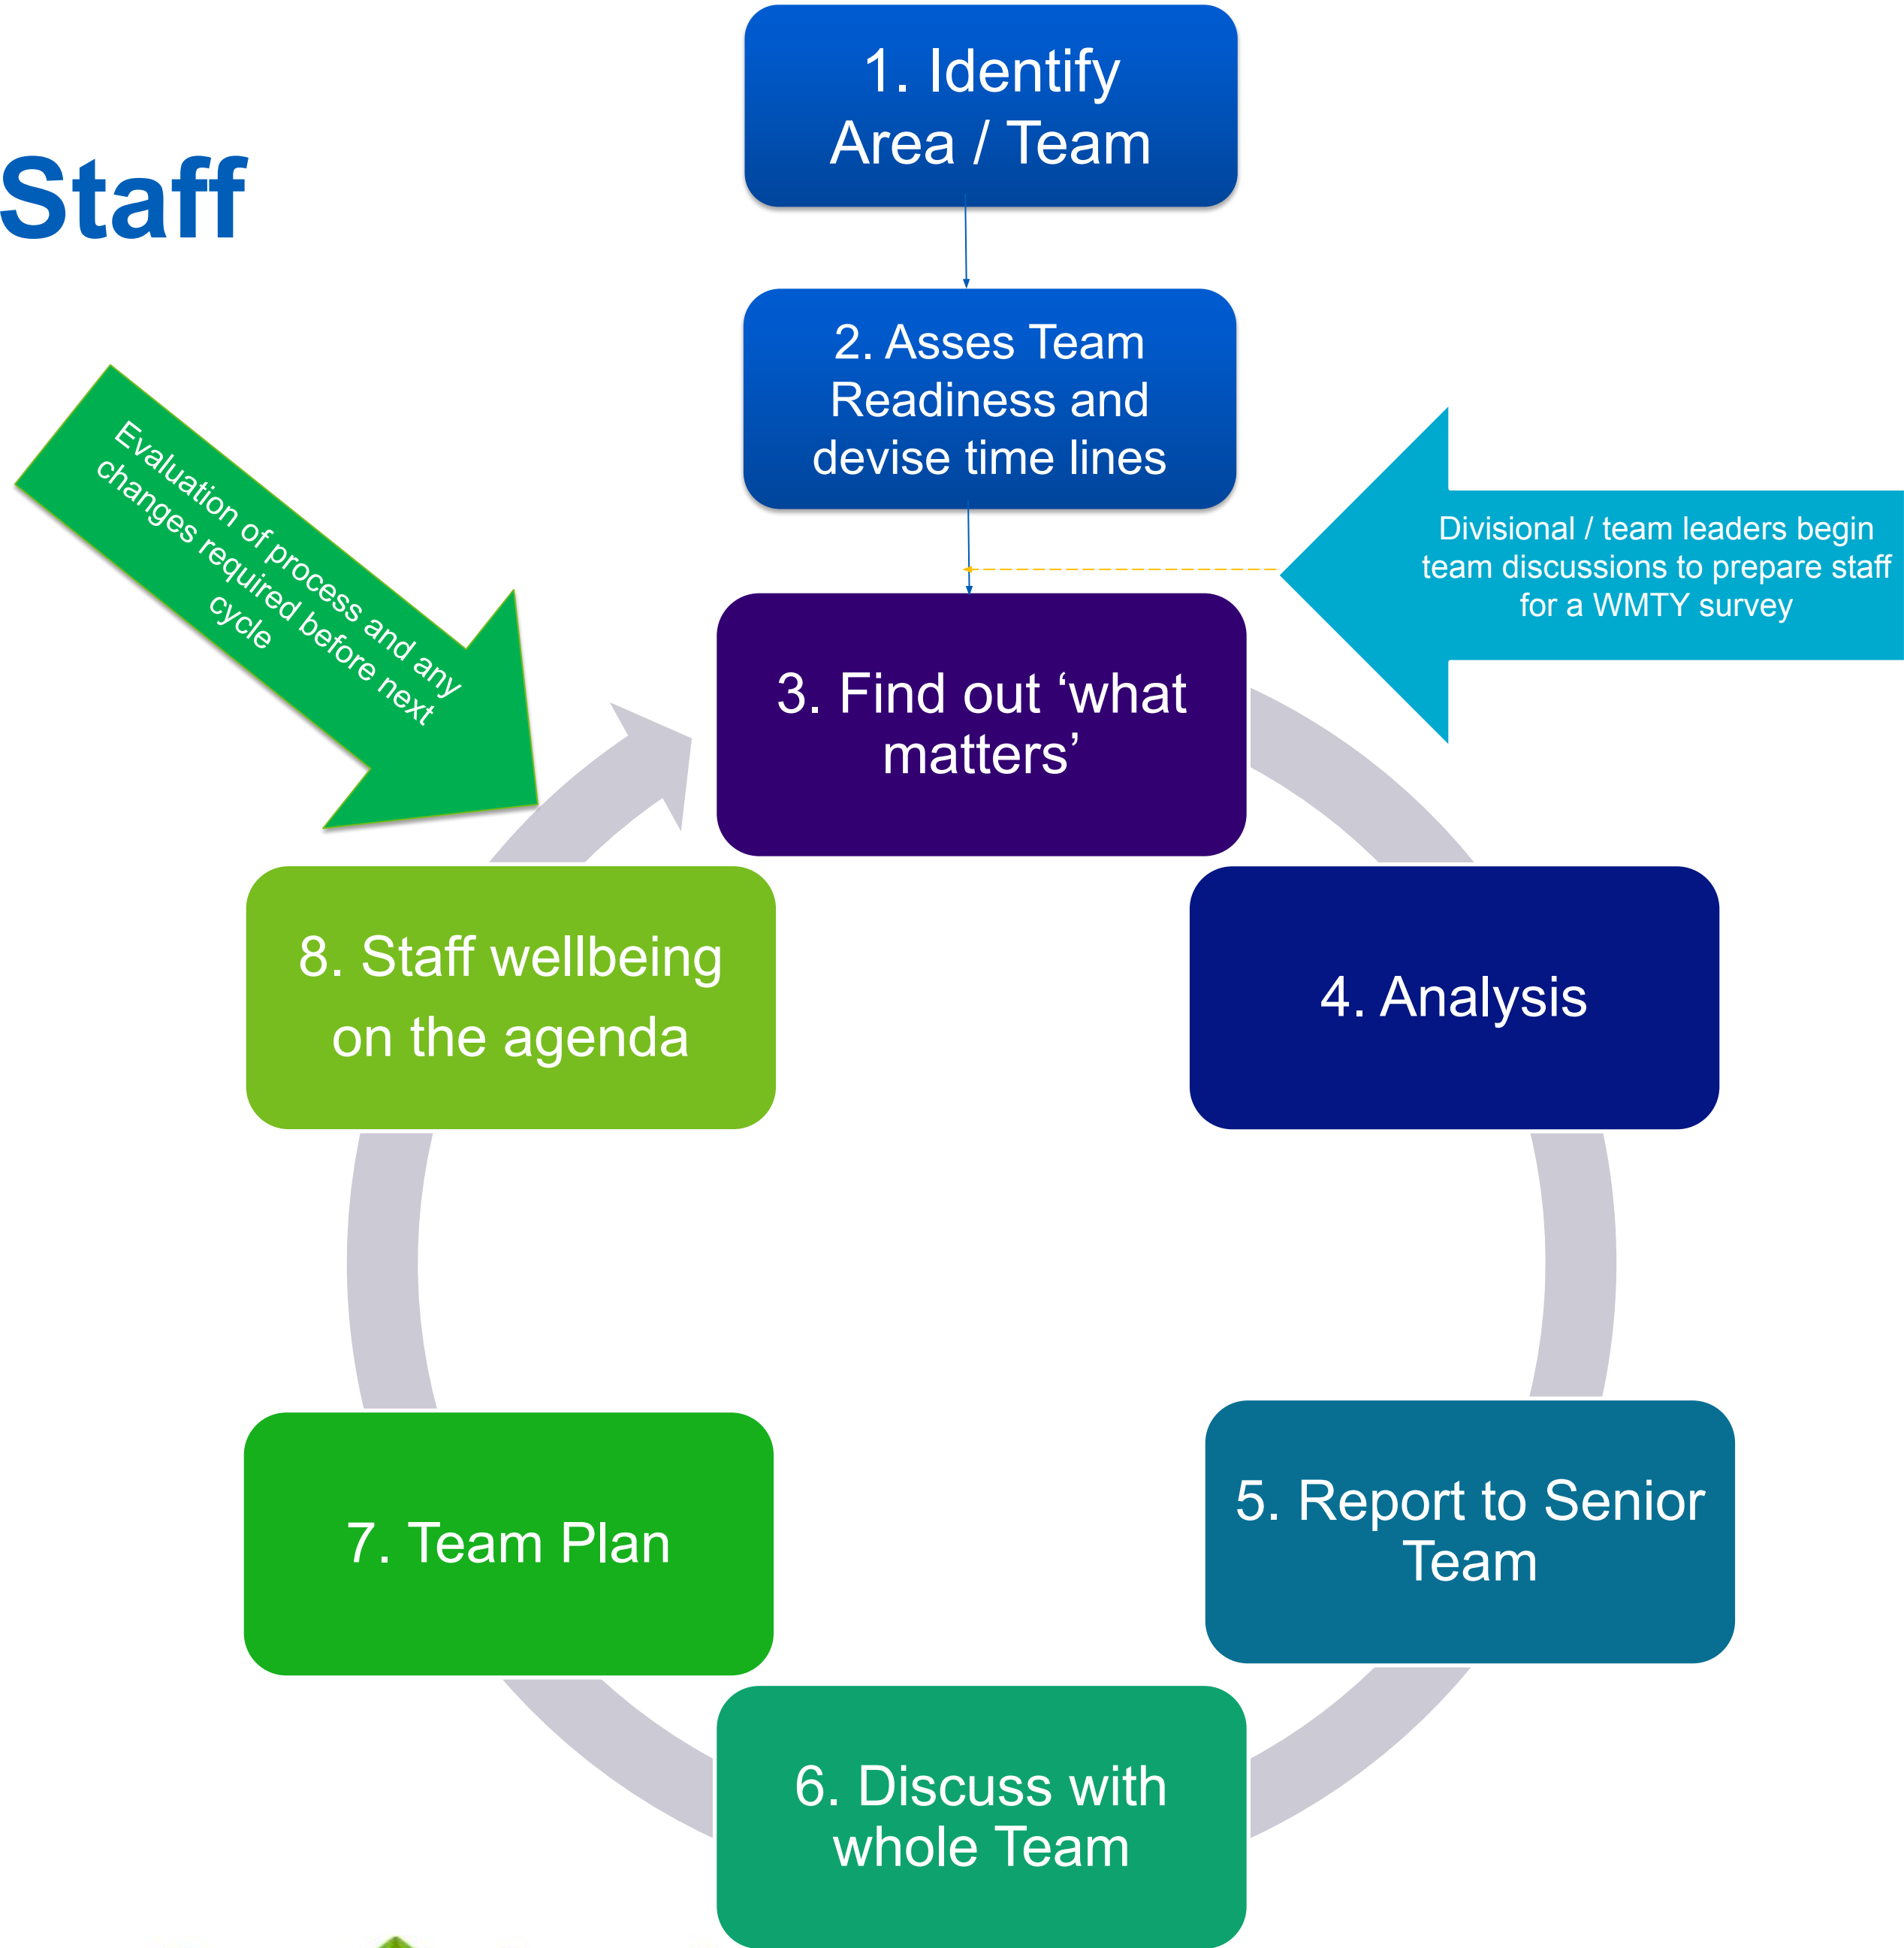 Staff
1. Identify
Area / Team
2. Asses Team
Readiness and
devise time lines
Divisional / team leaders begin
team discussions to prepare staff
for a WMTY survey
Evaluation of process and any
changes required before next
cycle
3. Find out ‘what
matters’
4. Analysis
5. Report to Senior
Team
6. Discuss with
whole Team
7. Team Plan
8. Staff wellbeing
on the agenda